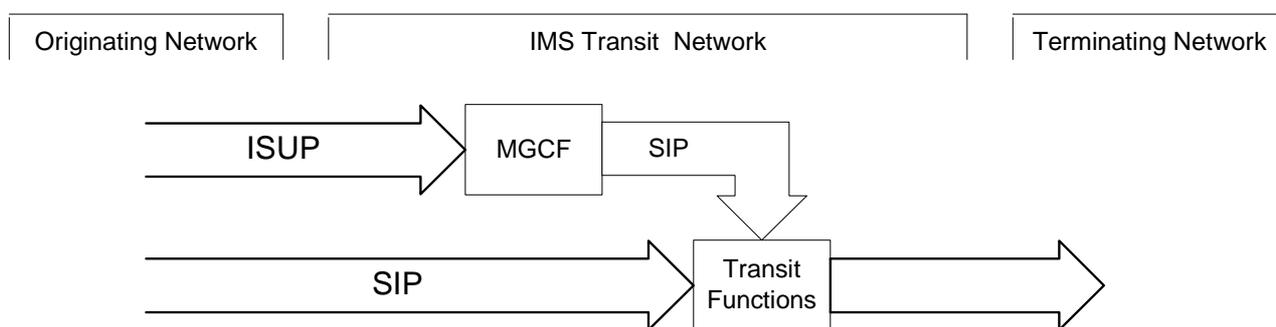 Originating Network
IMS Transit  Network
Terminating Network
ISUP
MGCF
SIP
SIP
Transit
Functions